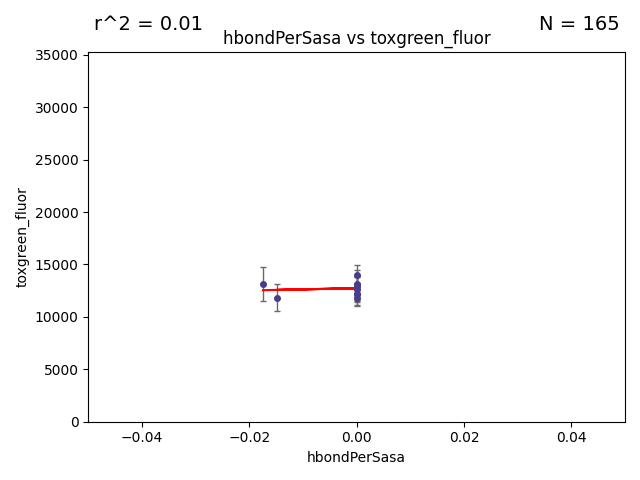 r^2 = 0.01
N = 165
hbondPerSasa vs toxgreen_fluor
35000
30000
25000
20000
15000
10000
5000
0
toxgreen_fluor
−0.04
−0.02
0.00
0.02
0.04
hbondPerSasa